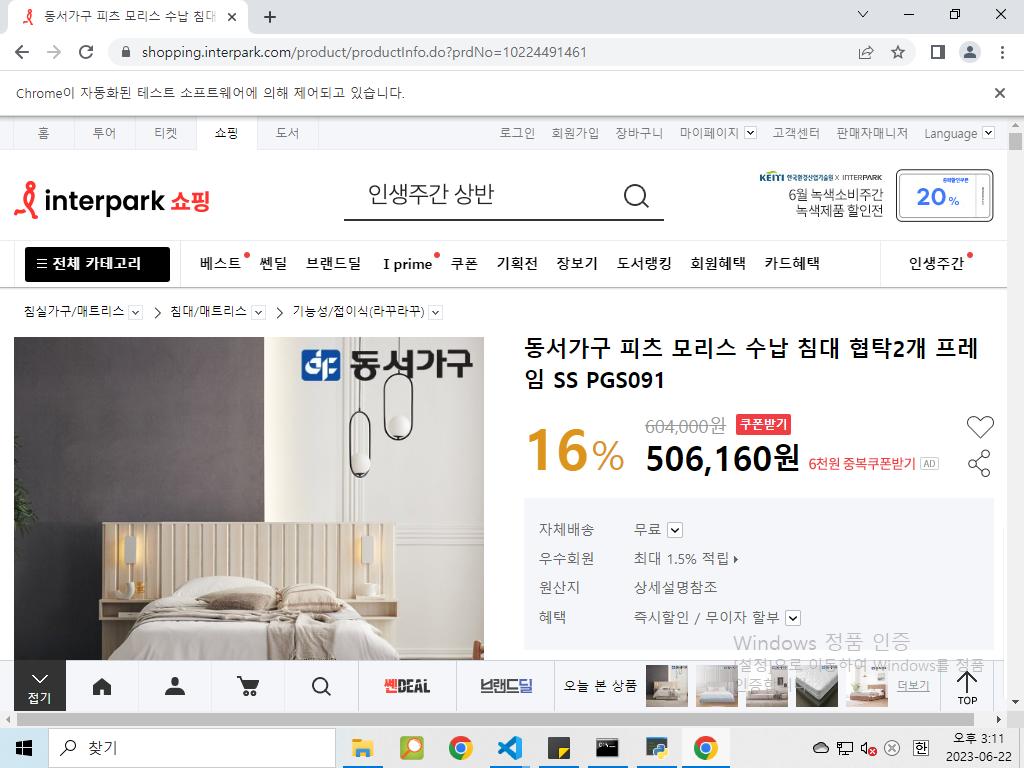 동서가구 피츠 모리스 수납 침대
shopping.interpark.com/product/productInfo.do?prdNo=10224491461
Chrome이 자동화된 테스트 소프트웨어에 의해 제어되고 있습니다.
홈 투어 티켓 쇼핑 도서 로그인 회원가입 장바구니 마이페이지 고객센터 판매자매니저 Language
interpark 쇼핑 인생주간 상반
KEITI 한국환경산업기술원 X INTERPARK
6월 녹색소비주간
녹색제품 할인전
20%
전체 카테고리 베스트 쎈딜 브랜드딜 I prime 쿠폰 기획전 장보기 도서랭킹 회원혜택 카드혜택 인생주간
침실가구/매트리스 침대/매트리스 기능성/접이식(라꾸라꾸)
동서가구
동서가구 피츠 모리스 수납 침대 협탁2개 프레
임 SS PGS091
604,000원 쿠폰받기
16% 506,160원 6천원 중복쿠폰받기 AD
자체배송 무료
우수회원 최대 1.5% 적립
원산지 상세설명참조
혜택 즉시할인 / 무이자 할부
Windows 정품 인증
[설정]으로 이동하여 Windows를 정품
인증합니다.
접기 쎈DEAL 브랜드딜 오늘 본 상품 더보기 TOP
찾기 한 오후 3:11
2023-06-22